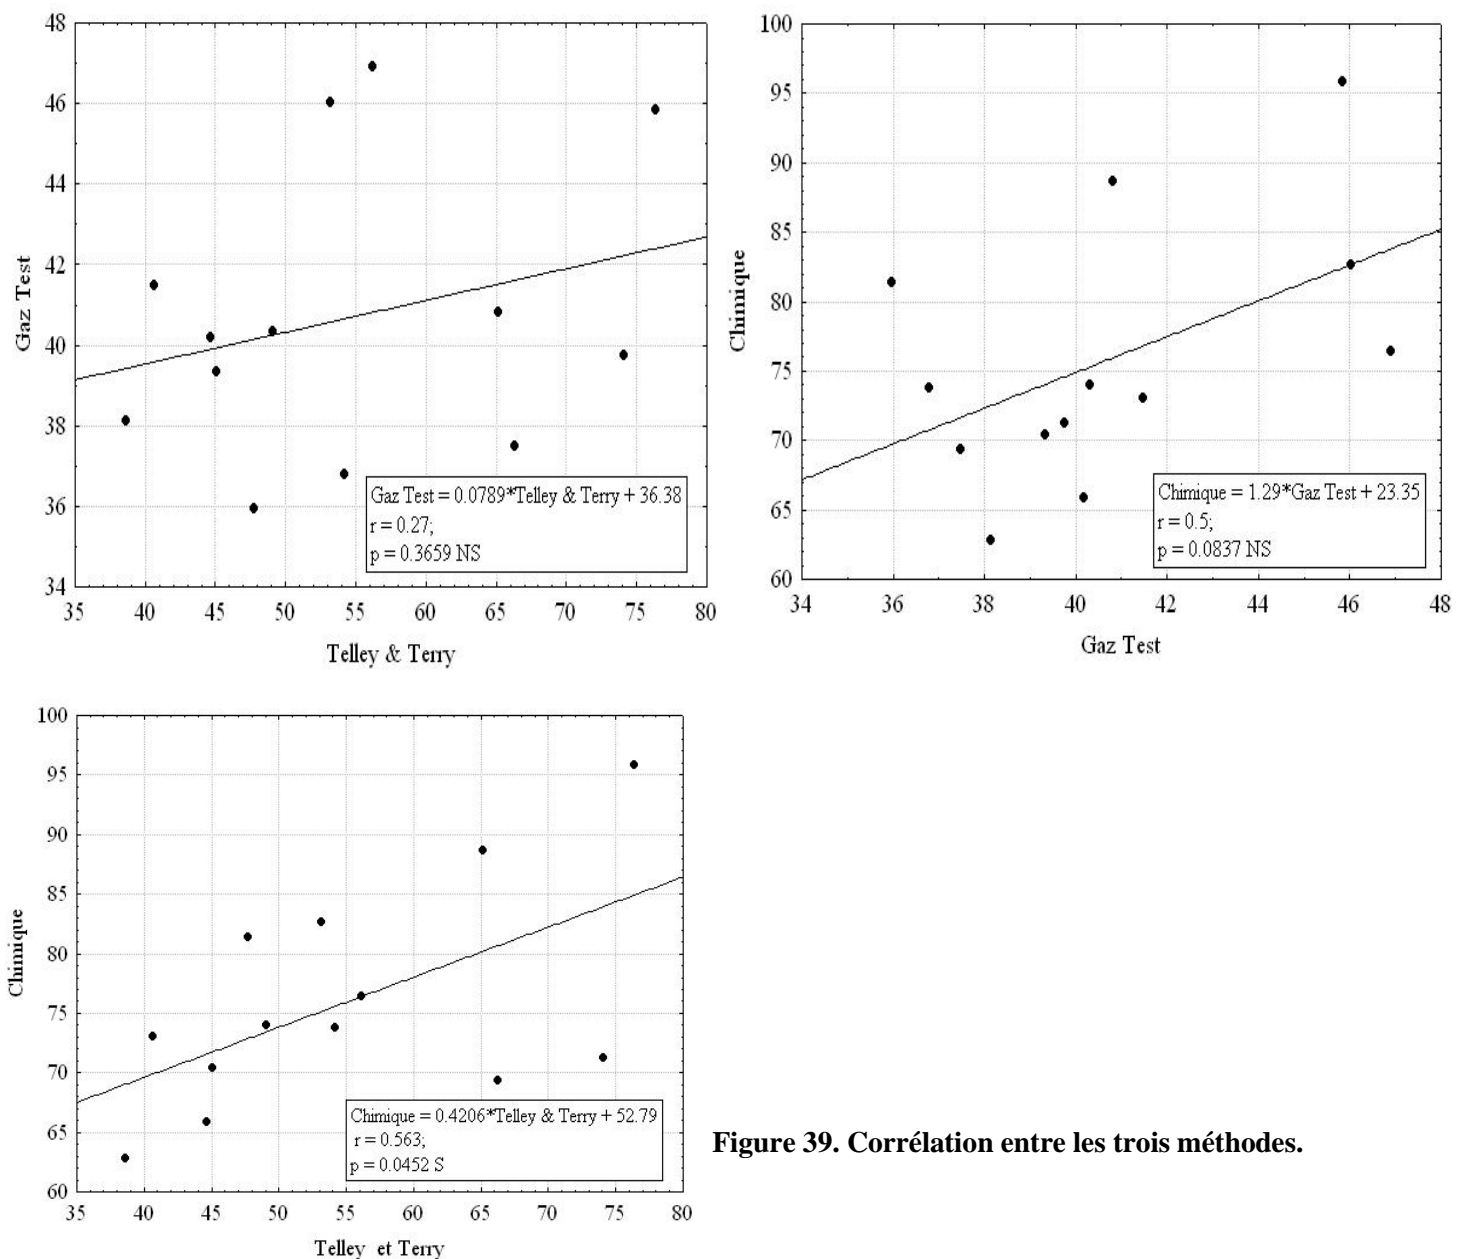 48
46
44
42
40
38
36
34
Gaz Test
35 40 45 50 55 60 65 70 75 80
Telley & Terry
Gaz Test = 0.0789*Telley & Terry + 36.38
r = 0.27;
p = 0.3659 NS
100
95
90
85
80
75
70
65
60
Chimique
34 36 38 40 42 44 46 48
Gaz Test
Chimique = 1.29*Gaz Test + 23.35
r = 0.5;
p = 0.0837 NS
100
95
90
85
80
75
70
65
60
Chimique
35 40 45 50 55 60 65 70 75 80
Telley et Terry
Chimique = 0.4206*Telley & Terry + 52.79
r = 0.563;
p = 0.0452 S
Figure 39. Corrélation entre les trois méthodes.